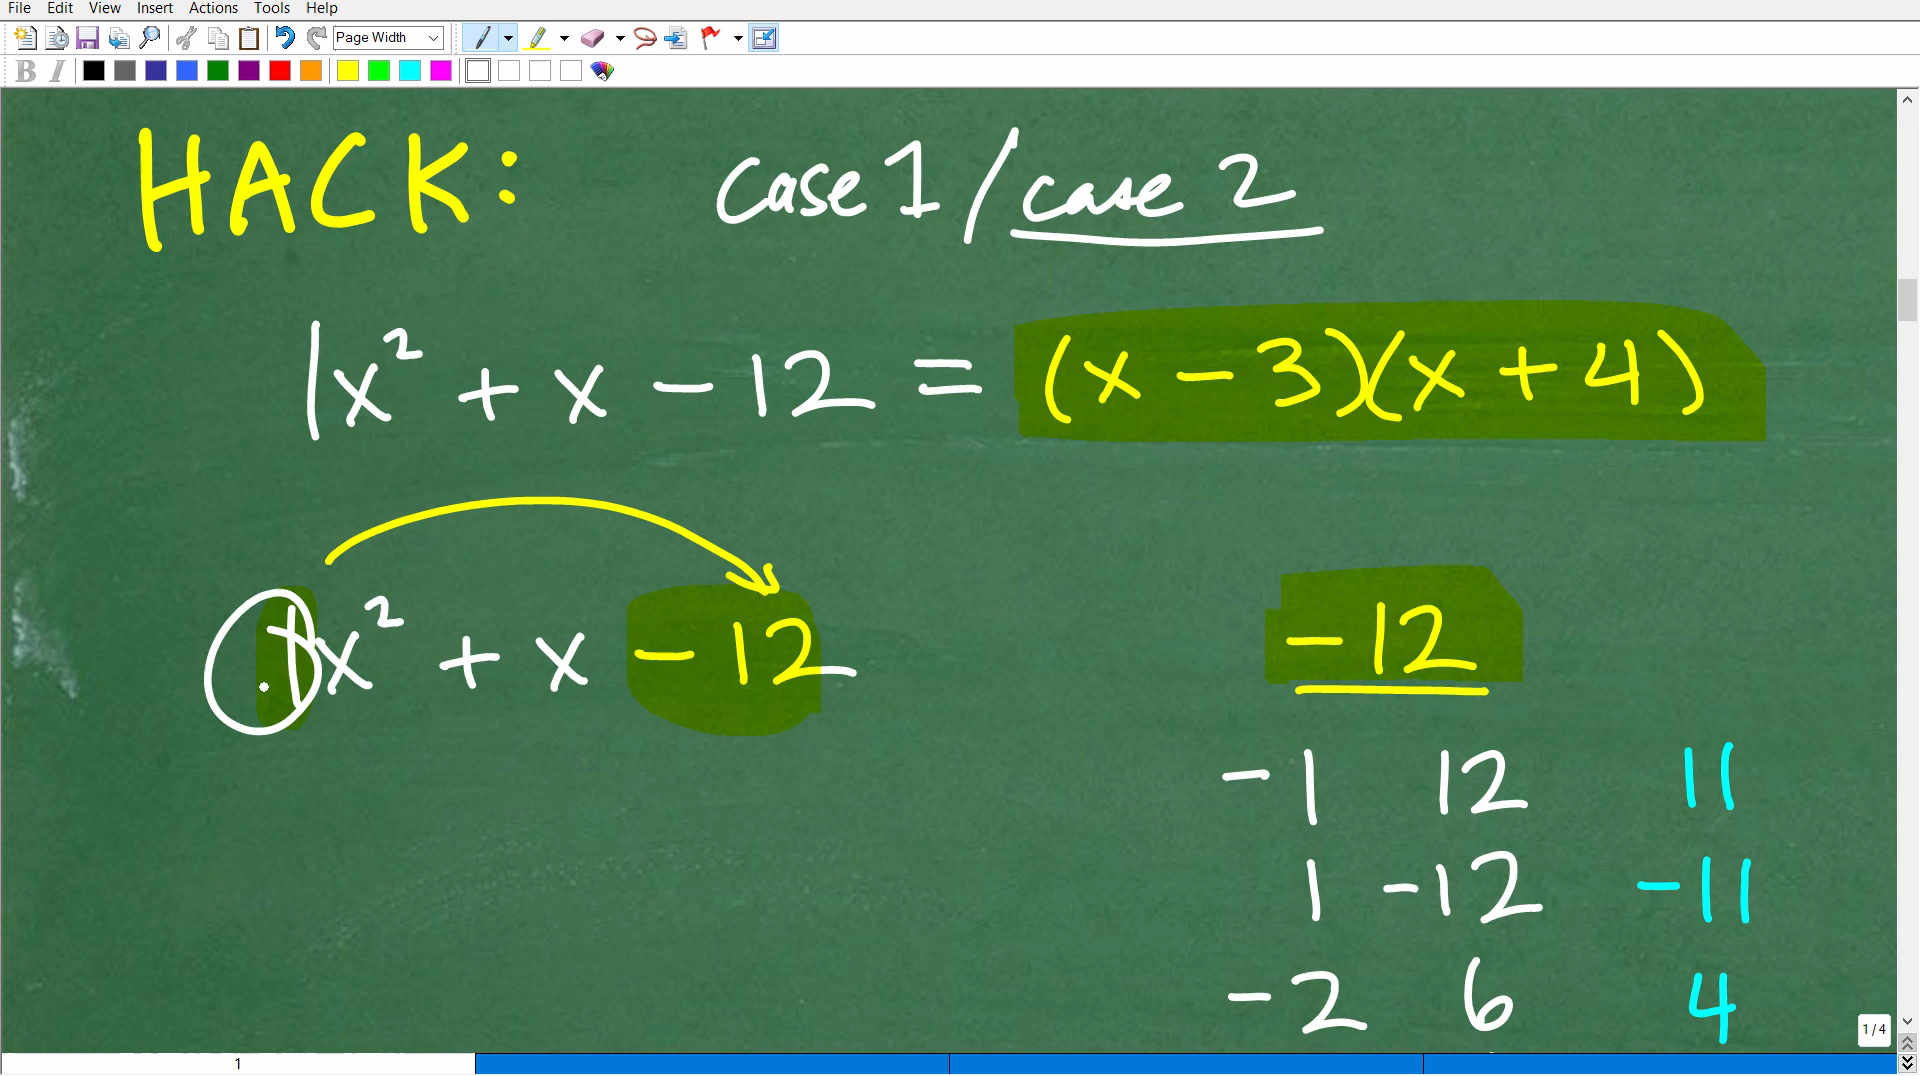 File Edit View Insert Actions Tools Help
Page Width
B I
HACK: Case 1 / case 2
1x² + x - 12 = (x - 3)(x + 4)
1x² + x - 12
-12
-1 12 11
1 -12 -11
-2 6 4
1 / 4
1